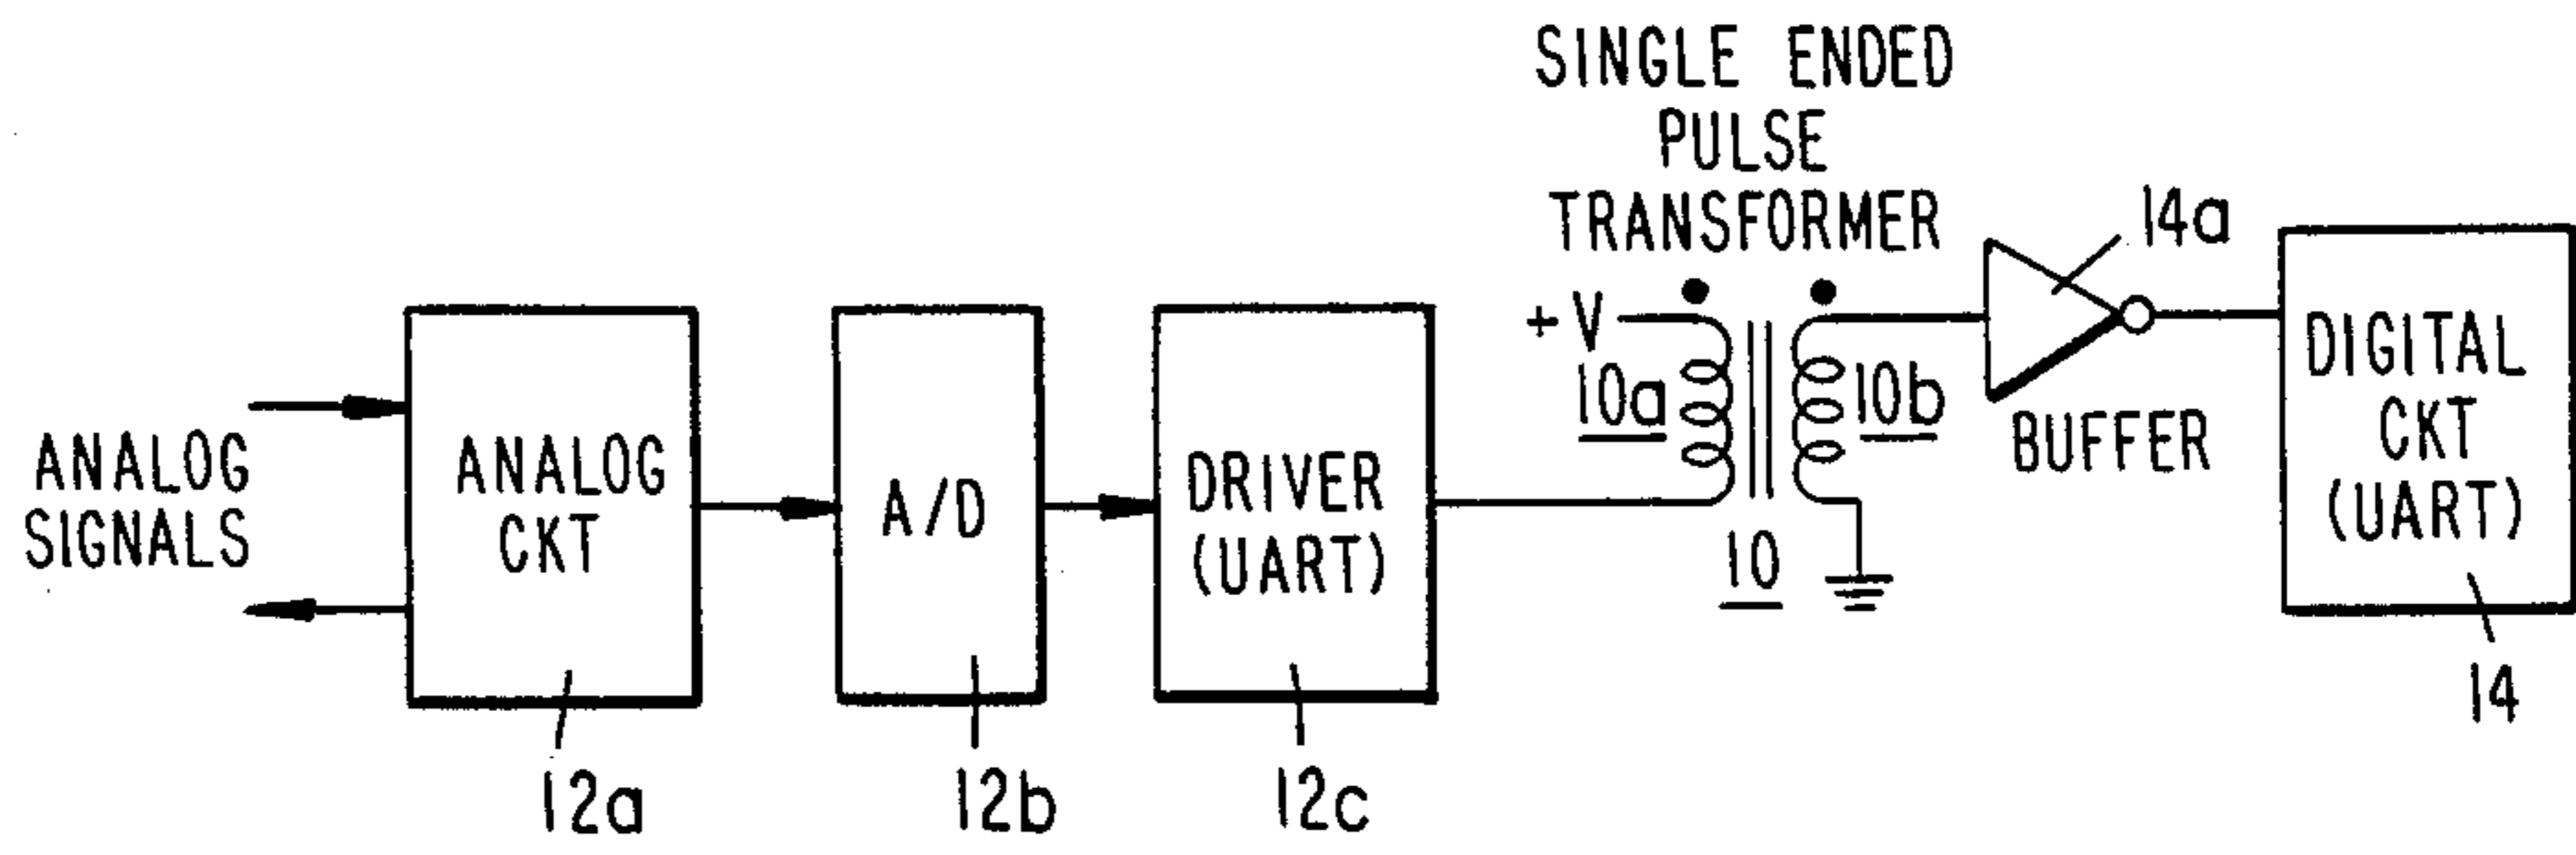 SINGLE ENDED
PULSE
TRANSFORMER
14a
+V
10a
10b
10
BUFFER
DIGITAL
CKT
(UART)
14
ANALOG
SIGNALS
ANALOG
CKT
12a
A/D
12b
DRIVER
(UART)
12c